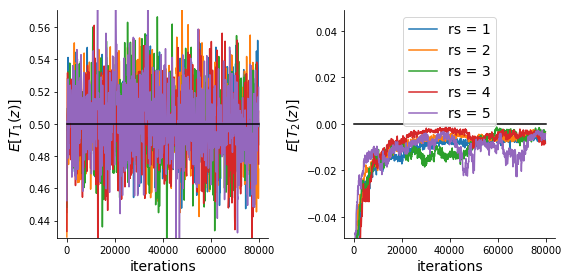 0.56
0.54
0.52
0.50
0.48
0.46
0.44
E[T₁(z)]
0 20000 40000 60000 80000
iterations
0.04
0.02
0.00
−0.02
−0.04
E[T₂(z)]
rs = 1
rs = 2
rs = 3
rs = 4
rs = 5
0 20000 40000 60000 80000
iterations